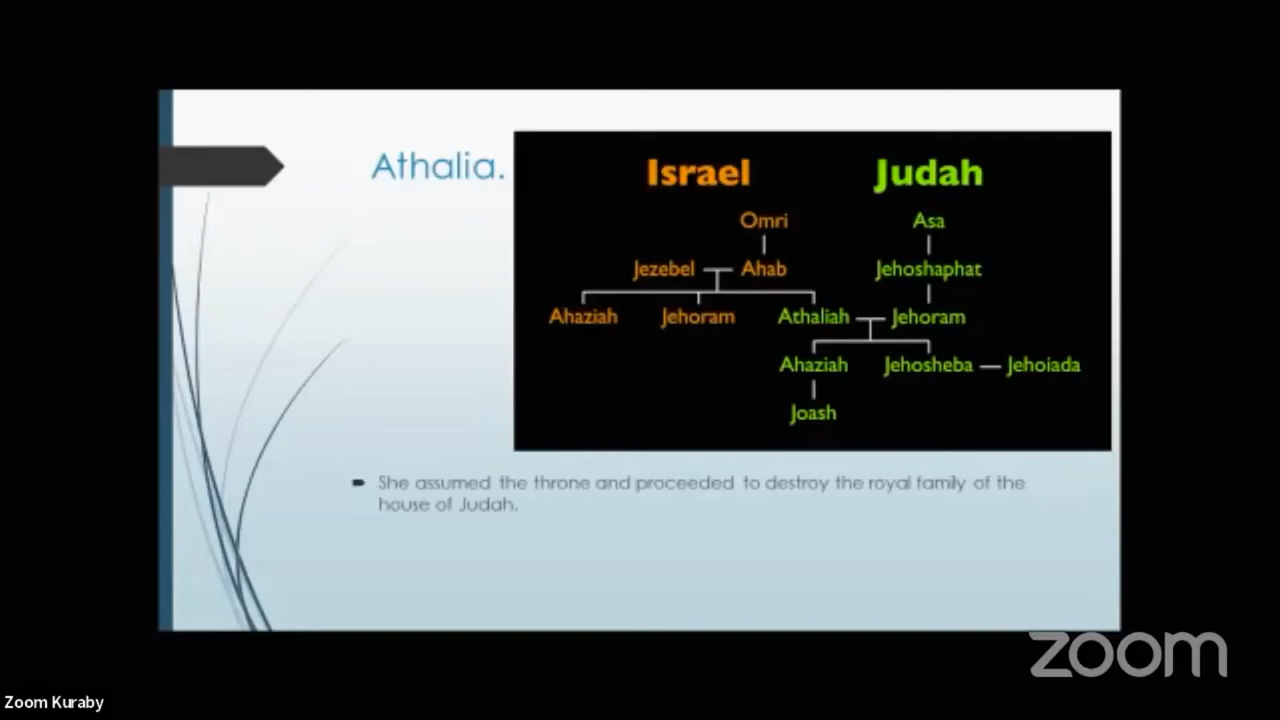 Athalia.
Israel Judah
Omri Asa
Jezebel Ahab Jehoshaphat
Ahaziah Jehoram Athaliah Jehoram
Ahaziah Jehosheba Jehoiada
Joash
She assumed the throne and proceeded to destroy the royal family of the
house of Judah.
zoom
Zoom Kuraby